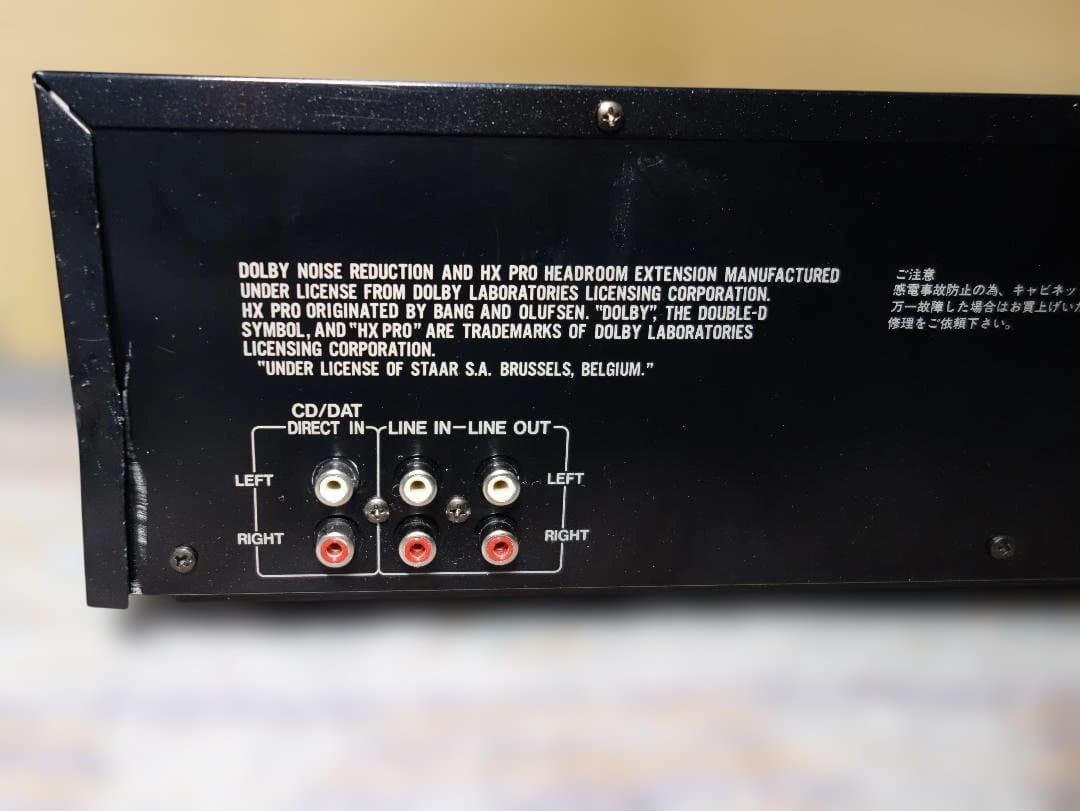 DOLBY NOISE REDUCTION AND HX PRO HEADROOM EXTENSION MANUFACTURED
UNDER LICENSE FROM DOLBY LABORATORIES LICENSING CORPORATION.
HX PRO ORIGINATED BY BANG AND OLUFSEN. "DOLBY", THE DOUBLE-D
SYMBOL, AND "HX PRO" ARE TRADEMARKS OF DOLBY LABORATORIES
LICENSING CORPORATION.
"UNDER LICENSE OF STAAR S.A. BRUSSELS, BELGIUM."
ご注意
感電事故防止の為、キャビネッ
万一故障した場合はお買上げい
修理をご依頼下さい。
CD/DAT
DIRECT IN LINE IN LINE OUT
LEFT LEFT
RIGHT RIGHT